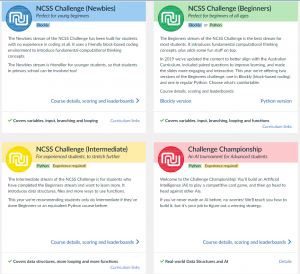 NCSS Challenge (Newbies)
Perfect for young beginners
Blockly
The Newbies stream of the NCSS Challenge has been built for students
with no experience in coding at all. It uses a friendly block-based coding
environment to introduce fundamental computational thinking
concepts.
The Newbies stream is friendlier for younger students, so that students
in primary school can be involved too!
Course details, scoring and leaderboards >
✓ Covers variables, input, branching and looping
Curriculum links
NCSS Challenge (Beginners)
Perfect for beginners of all ages
Blockly or Python
The Beginners stream of the NCSS Challenge is the best stream for
most students. It introduces fundamental computational thinking
concepts, plus adds some fun stuff on top.
In 2019 we've updated the content to better align with the Australian
Curriculum, included paired questions to improve learning, and made
the slides more engaging and interactive. This year we're offering two
versions of the Beginners challenge, one in Blockly (block-based coding)
and one in regular Python. Choose what's comfortable!
Course details, scoring and leaderboards:
Blockly version
Python version
✓ Covers variables, input, branching, looping and functions
Curriculum links
NCSS Challenge (Intermediate)
For experienced students, to stretch further
Python Experience required!
The Intermediate stream of the NCSS Challenge is for students who
have completed the Beginners stream and want to learn more. It
introduces data structures, files and more ways to use functions.
This year we're recommending students only do Intermediate if they've
done Beginners or an equivalent Python course before.
Course details, scoring and leaderboards >
✓ Covers data structures, more looping and more functions
Curriculum links
Challenge Championship
An AI tournament for Advanced students
Python Experience required!
Welcome to the Challenge Championship! You'll build an Artificial
Intelligence (AI) to play a competitive card game, and then go head to
head against other AIs.
If you've never made an AI before, no worries! We'll teach you how to
build it, but it's your job to figure out a winning strategy.
✓ Real-world Data Structures and AI
Details